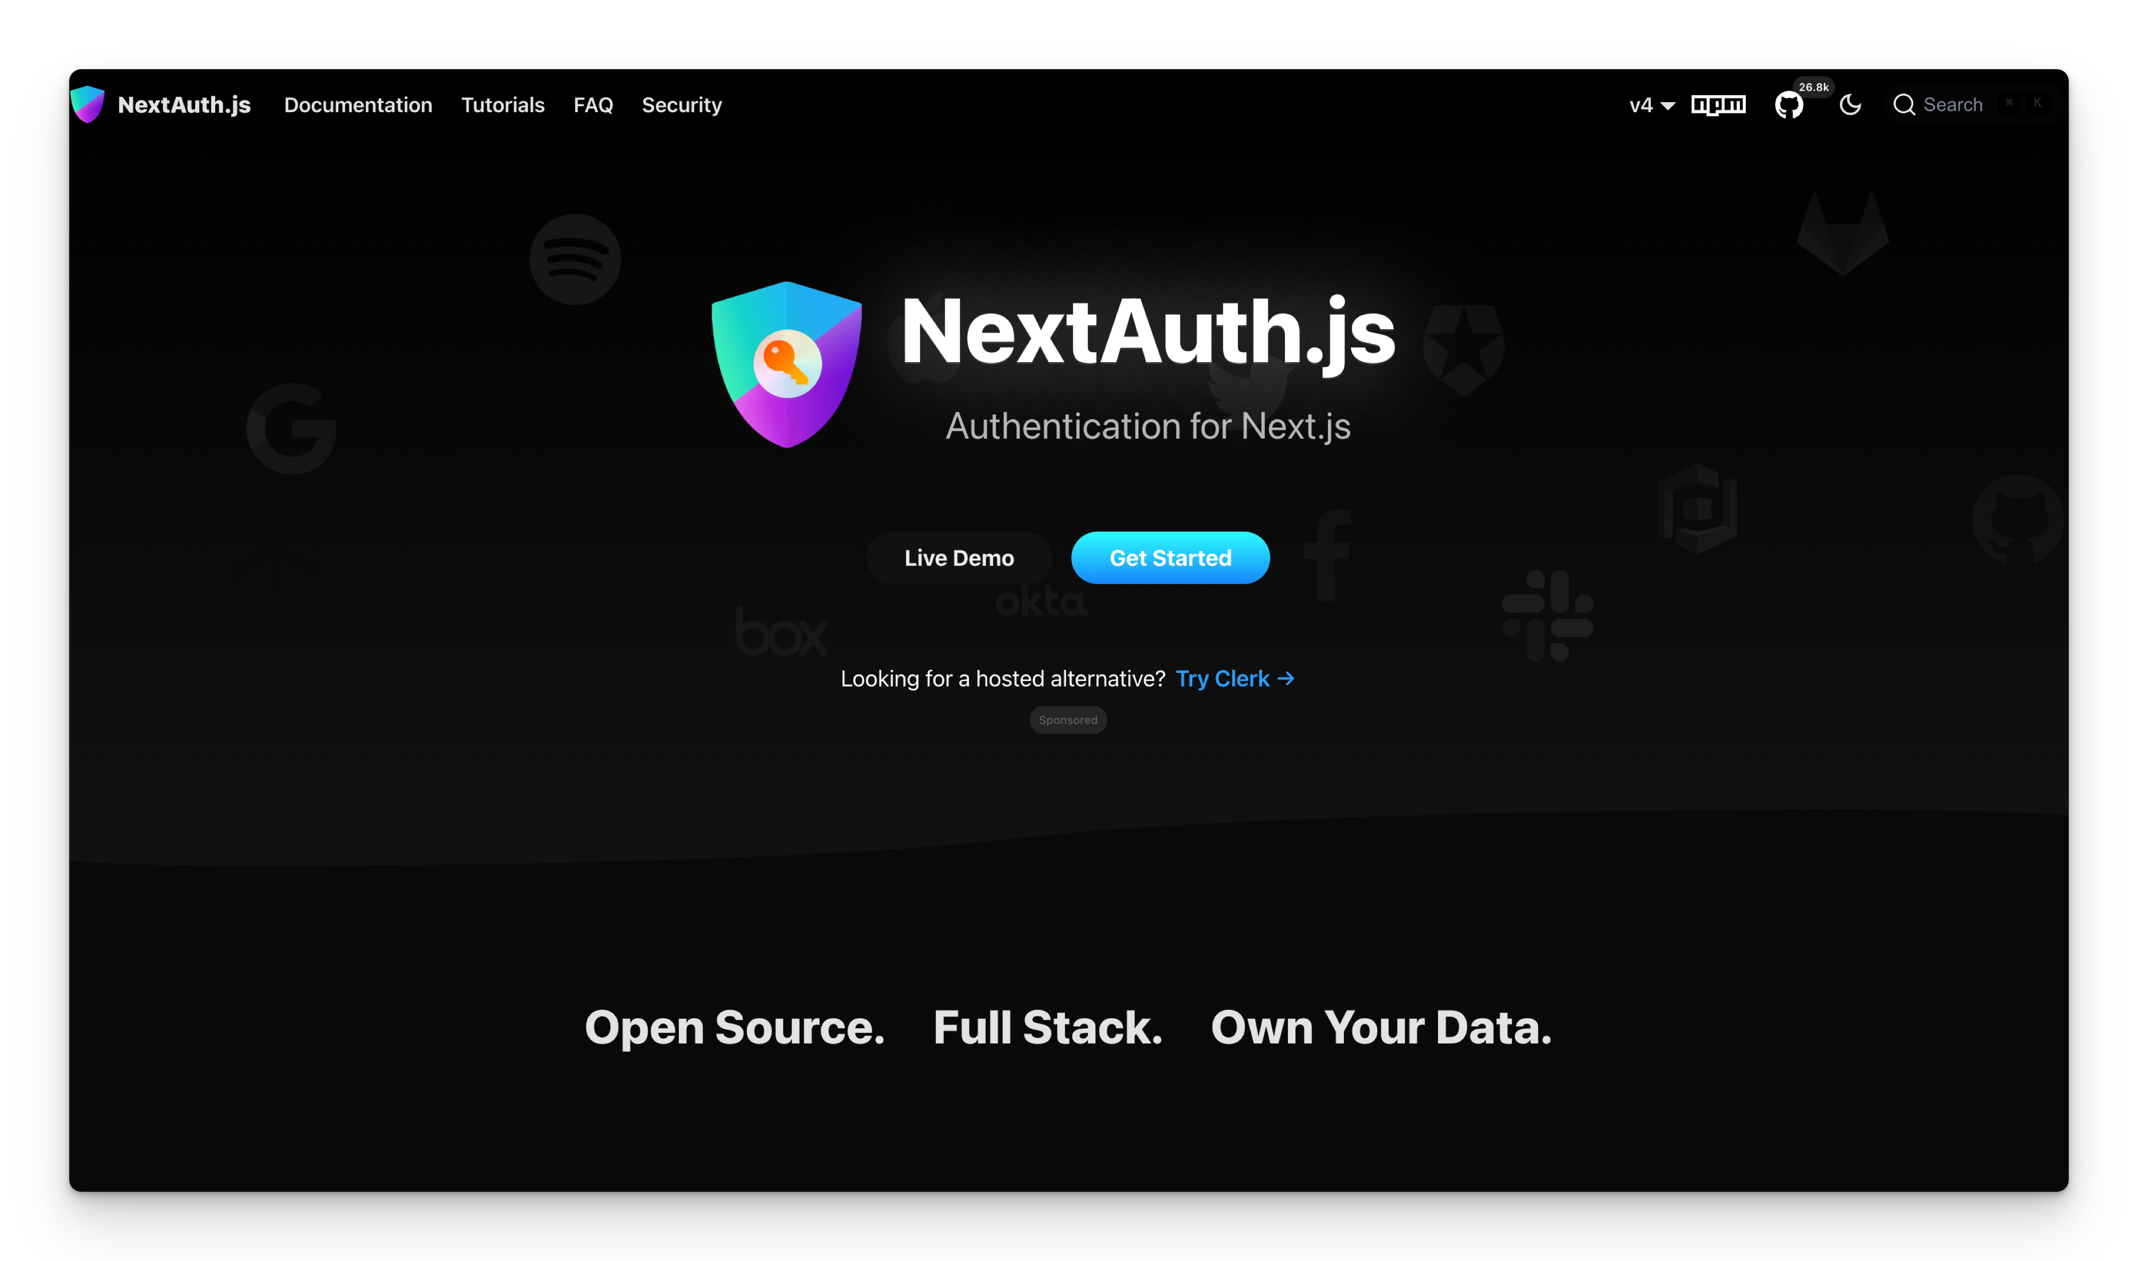 NextAuth.js Documentation Tutorials FAQ Security v4 npm 26.8k Search ⌘ K
NextAuth.js
Authentication for Next.js
Live Demo Get Started
okta
box
Looking for a hosted alternative? Try Clerk →
Sponsored
Open Source. Full Stack. Own Your Data.